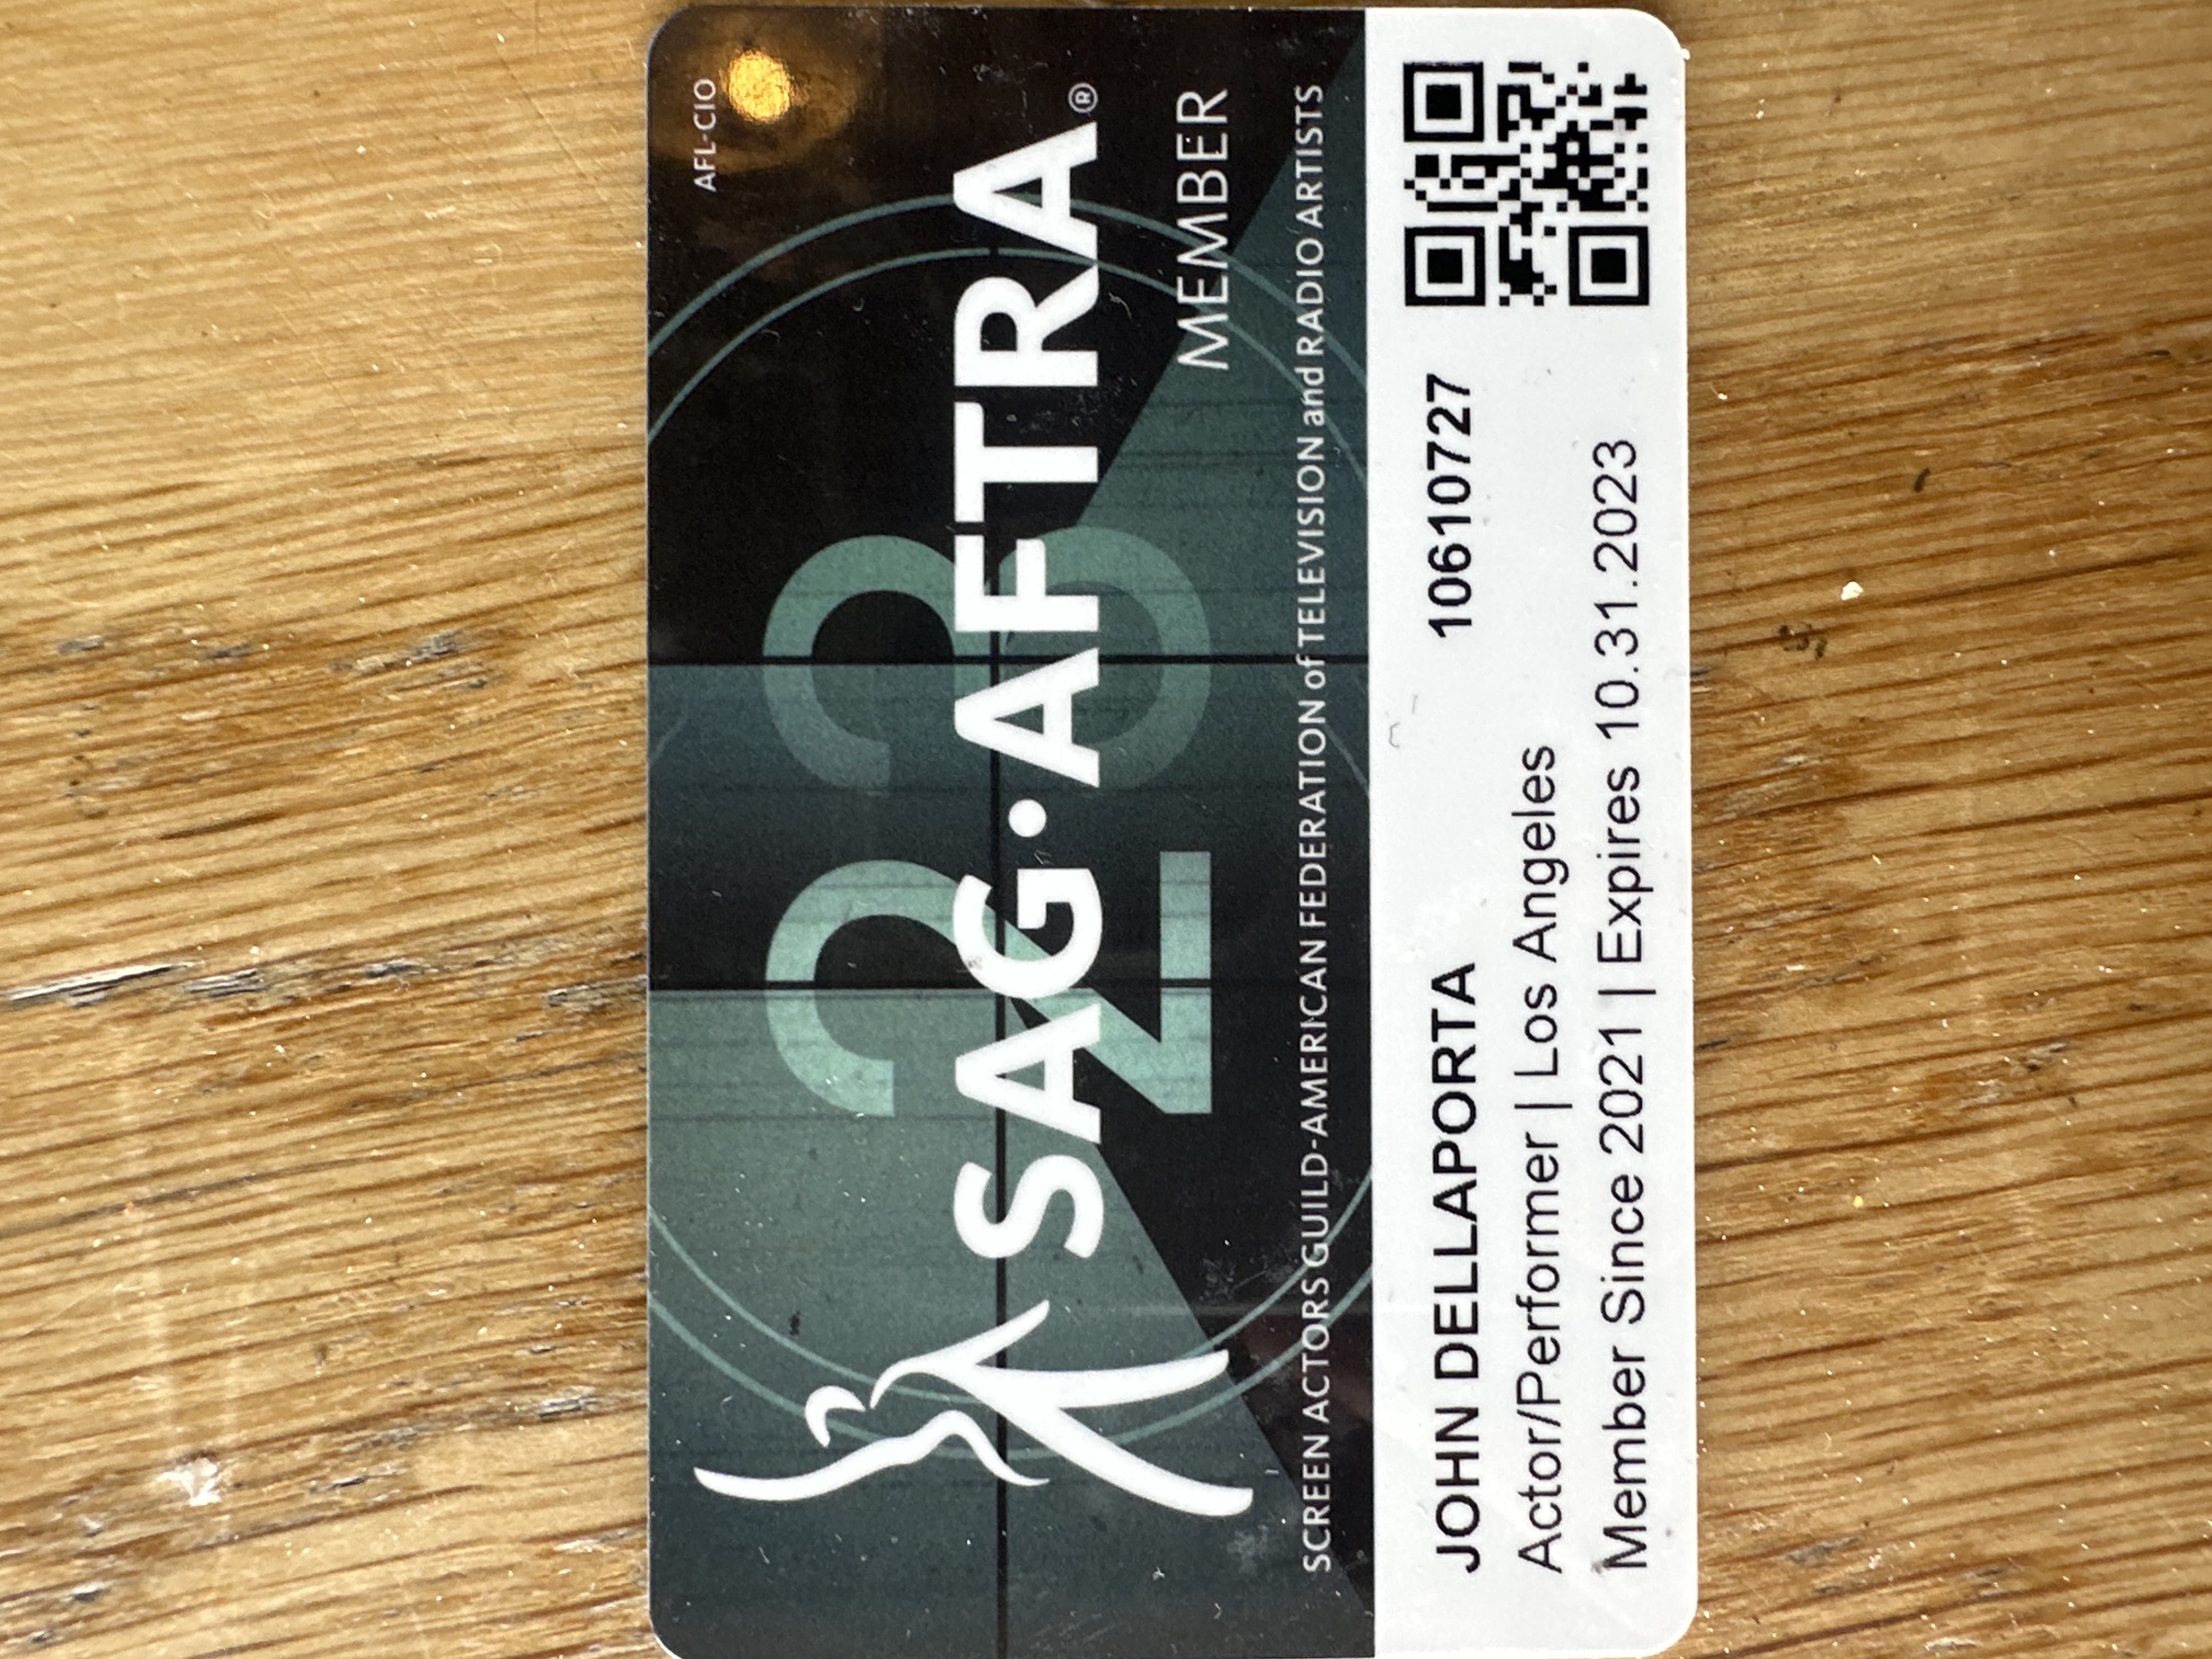 AFL-CIO
23
SAG·AFTRA®
MEMBER
SCREEN ACTORS GUILD-AMERICAN FEDERATION of TELEVISION and RADIO ARTISTS
JOHN DELLAPORTA 10610727
Actor/Performer | Los Angeles
Member Since 2021 | Expires 10.31.2023